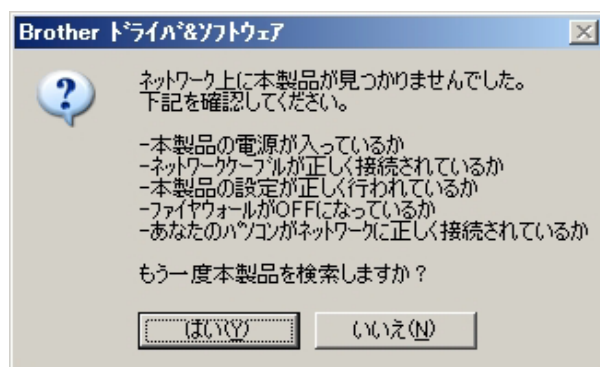 Brother ドライバ&ソフトウェア
ネットワーク上に本製品が見つかりませんでした。
下記を確認してください。
-本製品の電源が入っているか
-ネットワークケーブルが正しく接続されているか
-本製品の設定が正しく行われているか
-ファイヤウォールがOFFになっているか
-あなたのパソコンがネットワークに正しく接続されているか
もう一度本製品を検索しますか?
はい(Y)
いいえ(N)